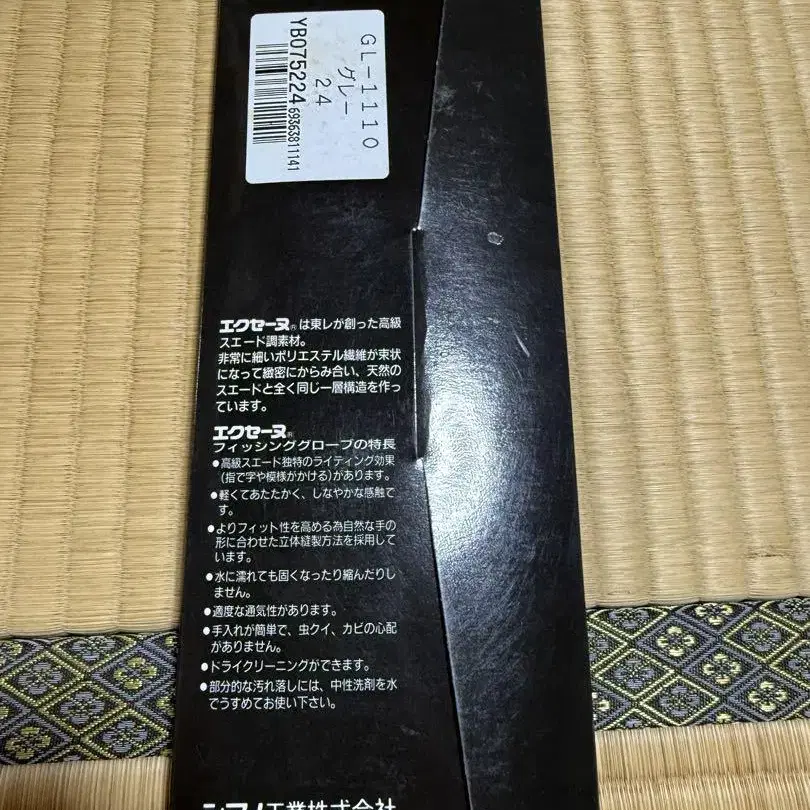 GL-1110
グレー
24
YB075224 69363811141
エクセーヌ®は東レが創った高級
スエード調素材。
非常に細いポリエステル繊維が束状
になって緻密にからみ合い、天然の
スエードと全く同じ一層構造を作っ
ています。
エクセーヌ®
フィッシンググローブの特長
●高級スエード独特のライティング効果
(指で字や模様がかける)があります。
●軽くてあたたかく、しなやかな感触で
す。
●よりフィット性を高める為自然な手の
形に合わせた立体縫製方法を採用して
います。
●水に濡れても固くなったり縮んだりし
ません。
●適度な通気性があります。
●手入れが簡単で、虫クイ、カビの心配
がありません。
●ドライクリーニングができます。
●部分的な汚れ落しには、中性洗剤を水
でうすめてお使い下さい。
シマノ工業株式会社